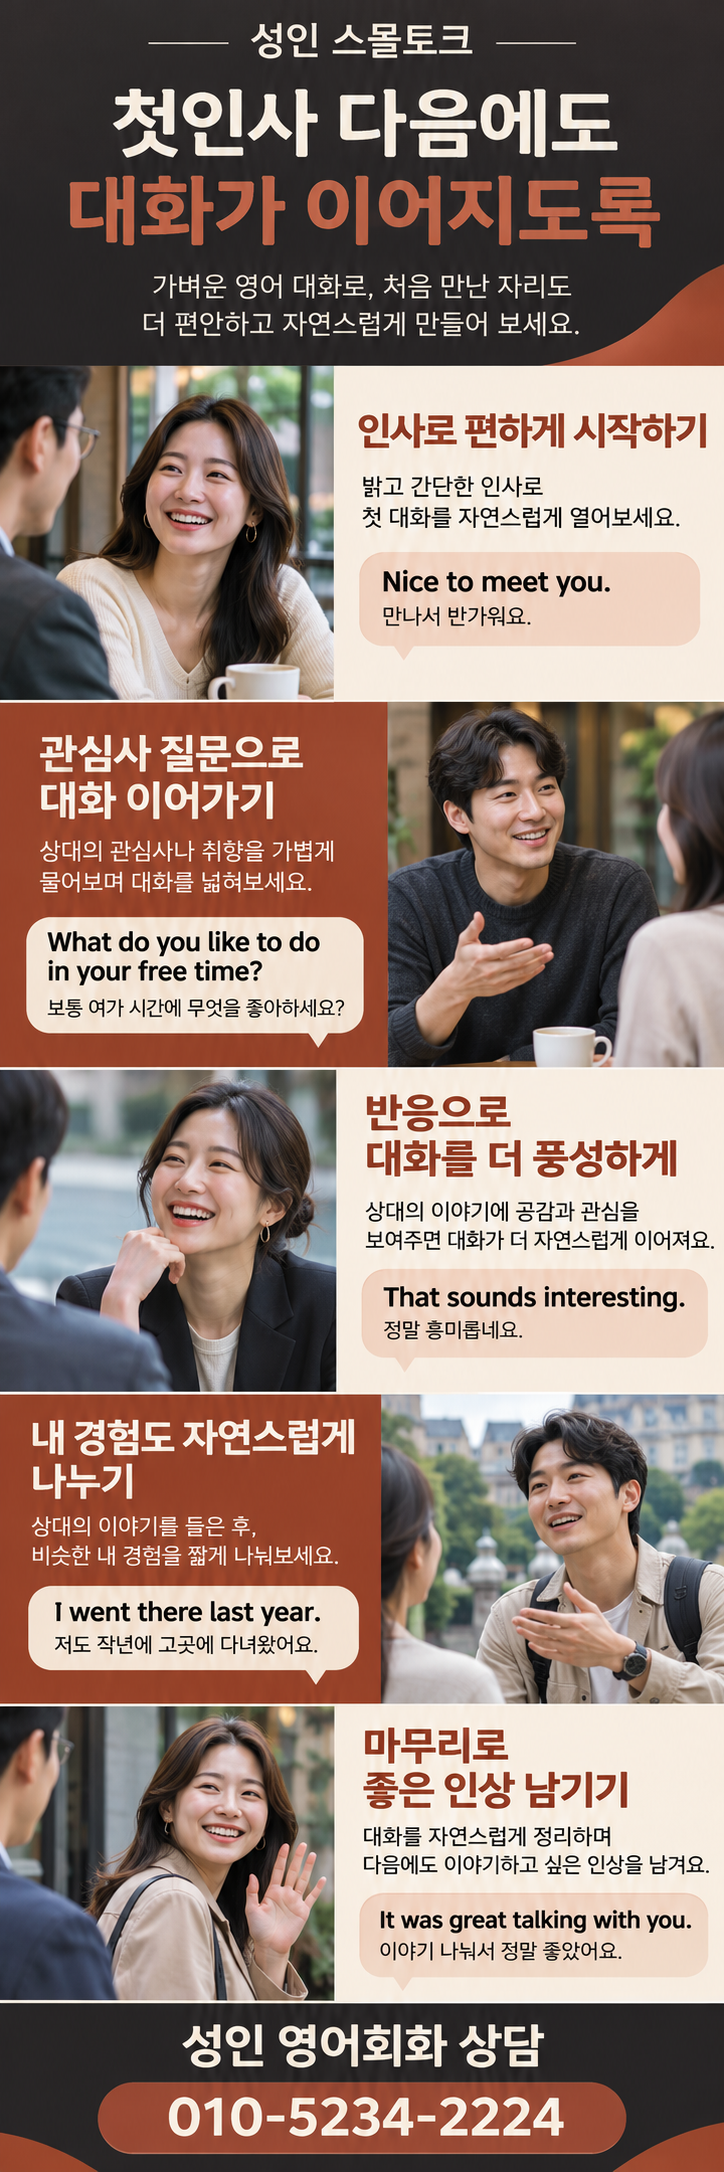 성인 스몰토크
첫인사 다음에도
대화가 이어지도록
가벼운 영어 대화로, 처음 만난 자리도
더 편안하고 자연스럽게 만들어 보세요.
인사로 편하게 시작하기
밝고 간단한 인사로
첫 대화를 자연스럽게 열어보세요.
Nice to meet you.
만나서 반가워요.
관심사 질문으로
대화 이어가기
상대의 관심사나 취향을 가볍게
물어보며 대화를 넓혀보세요.
What do you like to do
in your free time?
보통 여가 시간에 무엇을 좋아하세요?
반응으로
대화를 더 풍성하게
상대의 이야기에 공감과 관심을
보여주면 대화가 더 자연스럽게 이어져요.
That sounds interesting.
정말 흥미롭네요.
내 경험도 자연스럽게
나누기
상대의 이야기를 들은 후,
비슷한 내 경험을 짧게 나눠보세요.
I went there last year.
저도 작년에 그곳에 다녀왔어요.
마무리로
좋은 인상 남기기
대화를 자연스럽게 정리하며
다음에도 이야기하고 싶은 인상을 남겨요.
It was great talking with you.
이야기 나눠서 정말 좋았어요.
성인 영어회화 상담
010-5234-2224